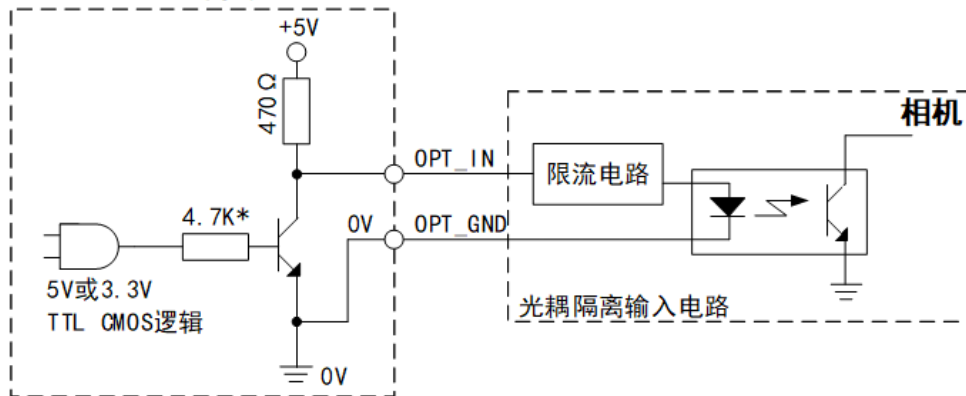 +5V
470Ω
相机
OPT_IN
限流电路
4.7K*
0V
OPT_GND
5V或3.3V
TTL CMOS逻辑
光耦隔离输入电路
0V